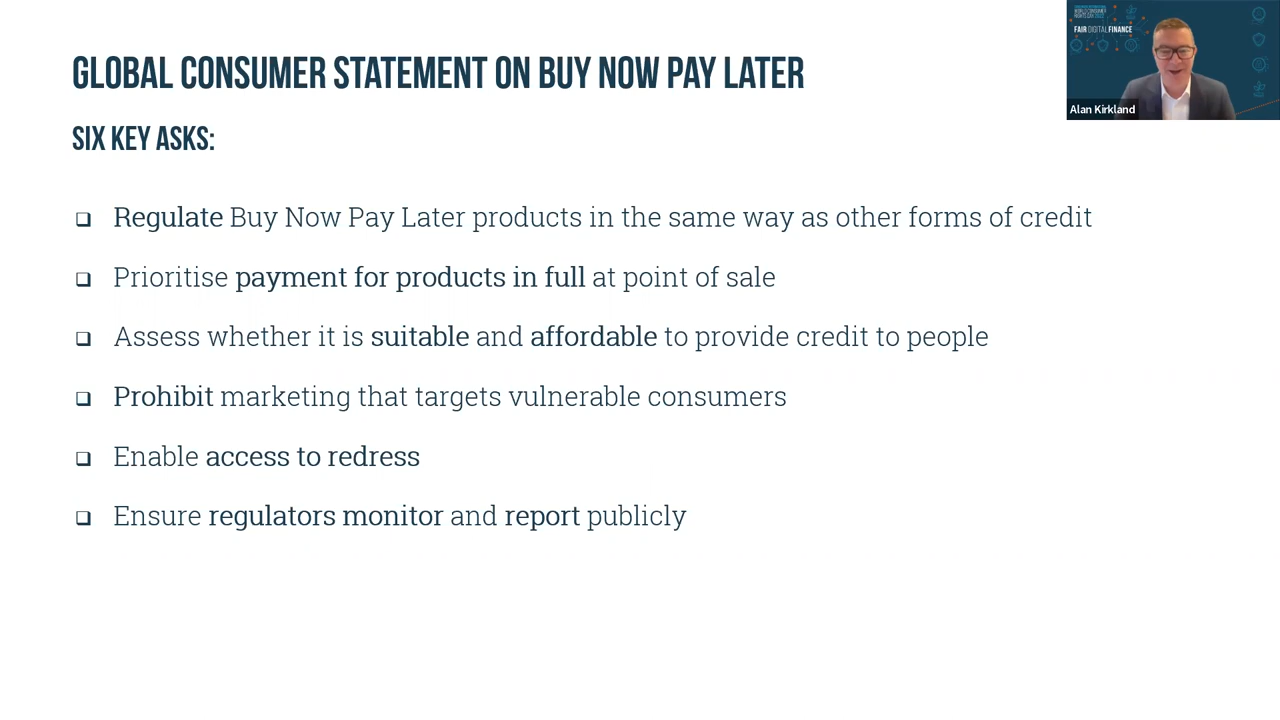 GLOBAL CONSUMER STATEMENT ON BUY NOW PAY LATER
SIX KEY ASKS:
❑ Regulate Buy Now Pay Later products in the same way as other forms of credit
❑ Prioritise payment for products in full at point of sale
❑ Assess whether it is suitable and affordable to provide credit to people
❑ Prohibit marketing that targets vulnerable consumers
❑ Enable access to redress
❑ Ensure regulators monitor and report publicly
FAIR DIGITAL FINANCE
Alan Kirkland